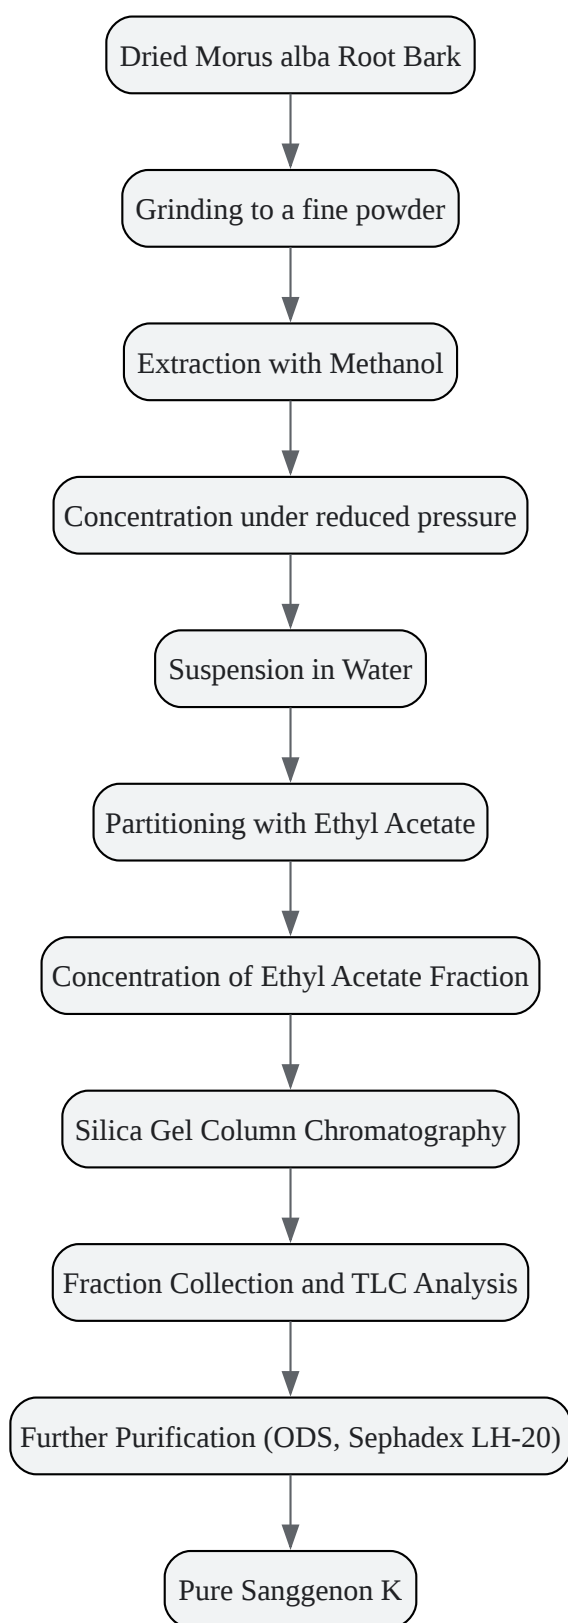 Dried Morus alba Root Bark
Grinding to a fine powder
Extraction with Methanol
Concentration under reduced pressure
Suspension in Water
Partitioning with Ethyl Acetate
Concentration of Ethyl Acetate Fraction
Silica Gel Column Chromatography
Fraction Collection and TLC Analysis
Further Purification (ODS, Sephadex LH-20)
Pure Sanggenon K